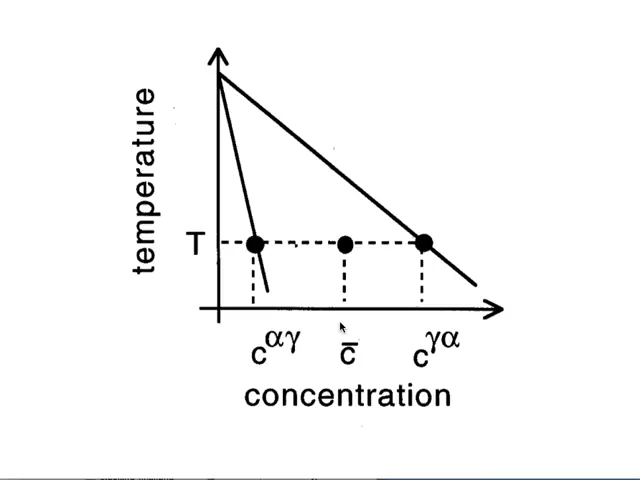 temperature
T
c^αγ c̅ c^γα
concentration